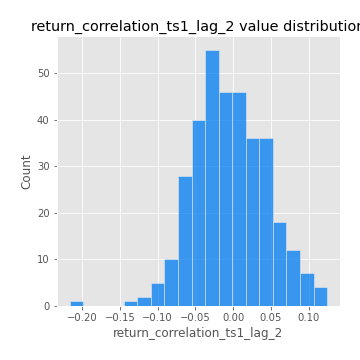 return_correlation_ts1_lag_2 value distribution
Count
50
40
30
20
10
0
−0.20 −0.15 −0.10 −0.05 0.00 0.05 0.10
return_correlation_ts1_lag_2